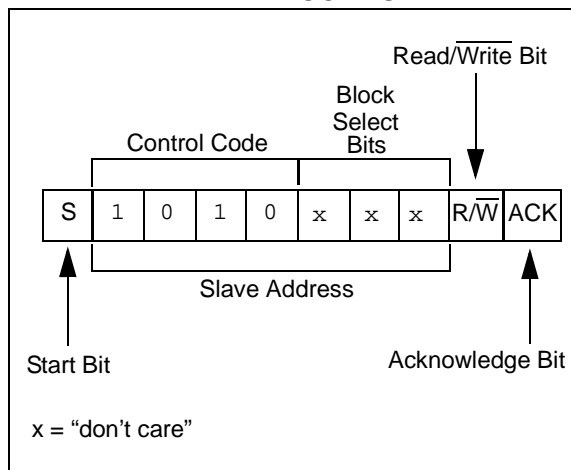 Read/Write Bit
Block
Select
Bits
Control Code
S 1 0 1 0 x x x R/W ACK
Slave Address
Start Bit
Acknowledge Bit
x = “don’t care”